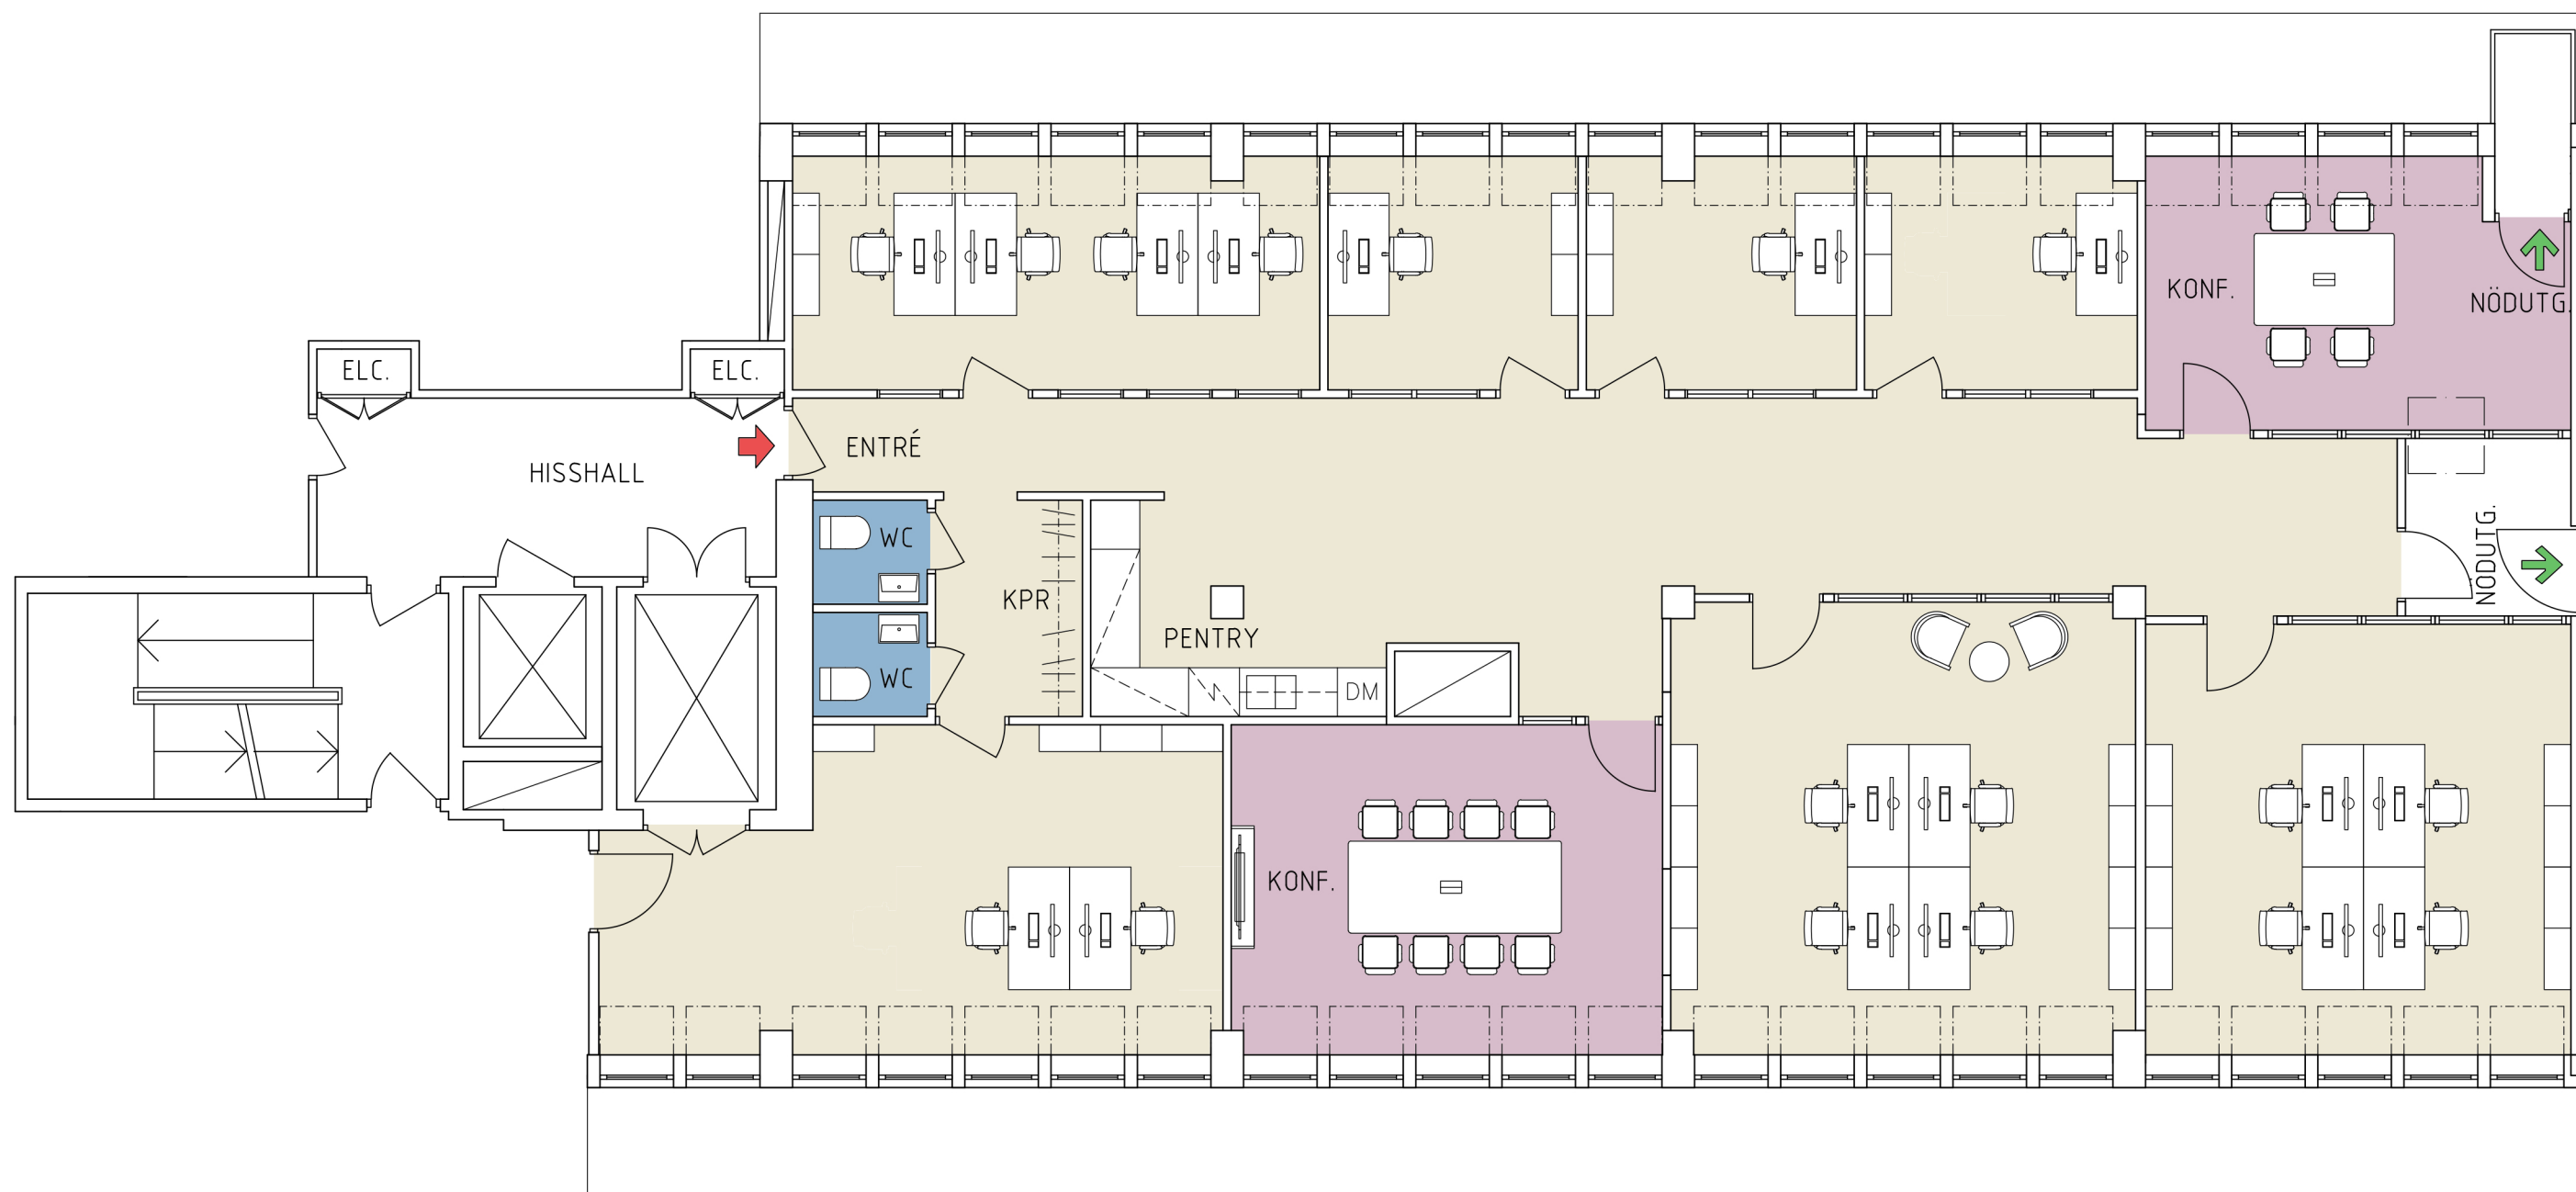 KONF.
NÖDUTG.
ELC.
ELC.
ENTRÉ
HISSHALL
WC
NÖDUTG.
KPR
PENTRY
WC
DM
KONF.